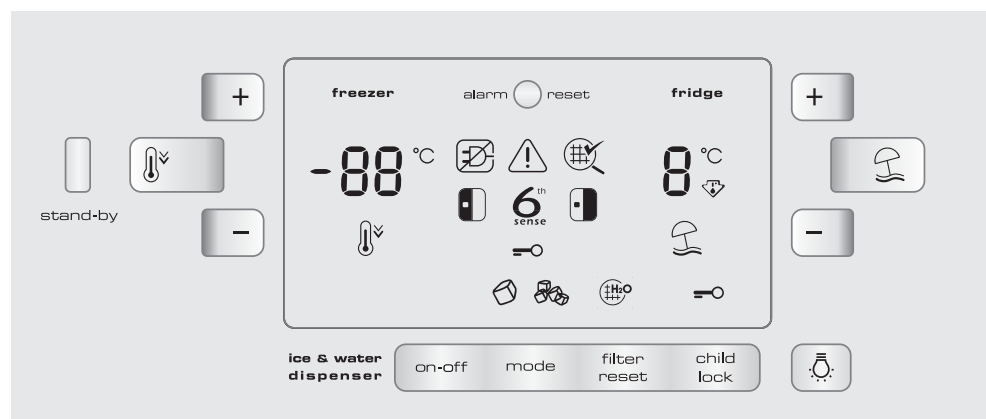 freezer alarm reset fridge
+ +
-88 °C 8 °C
6th
sense
stand-by
- -
H2O
ice & water
dispenser
on-off mode filter
reset child
lock